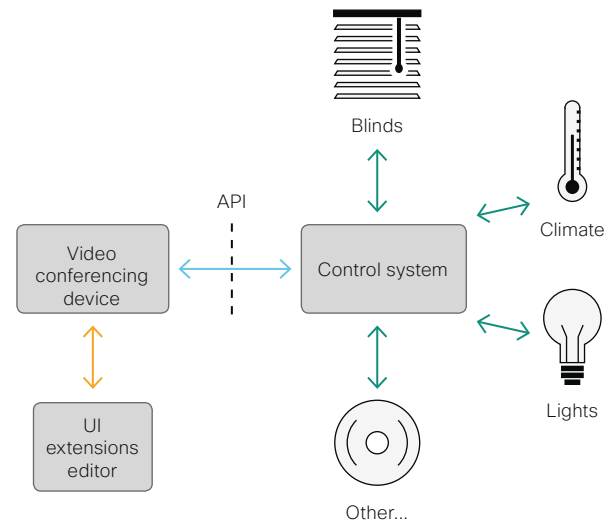 Blinds
Climate
API
Video
conferencing
device
Control system
Lights
UI
extensions
editor
Other...